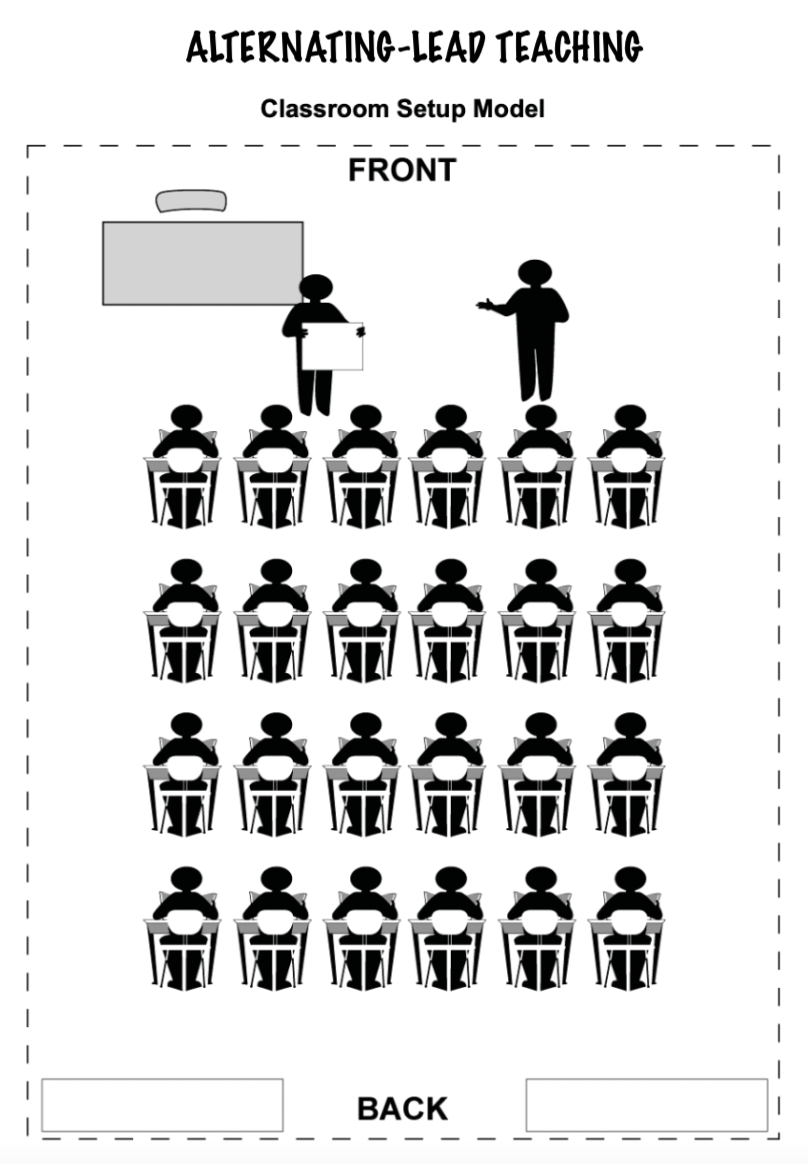 ALTERNATING-LEAD TEACHING
Classroom Setup Model
FRONT
BACK